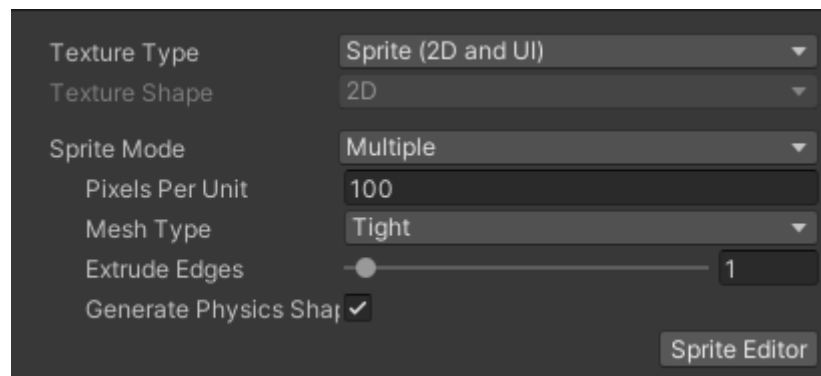 Texture Type Sprite (2D and UI)
Texture Shape 2D
Sprite Mode Multiple
Pixels Per Unit 100
Mesh Type Tight
Extrude Edges 1
Generate Physics Shap
Sprite Editor